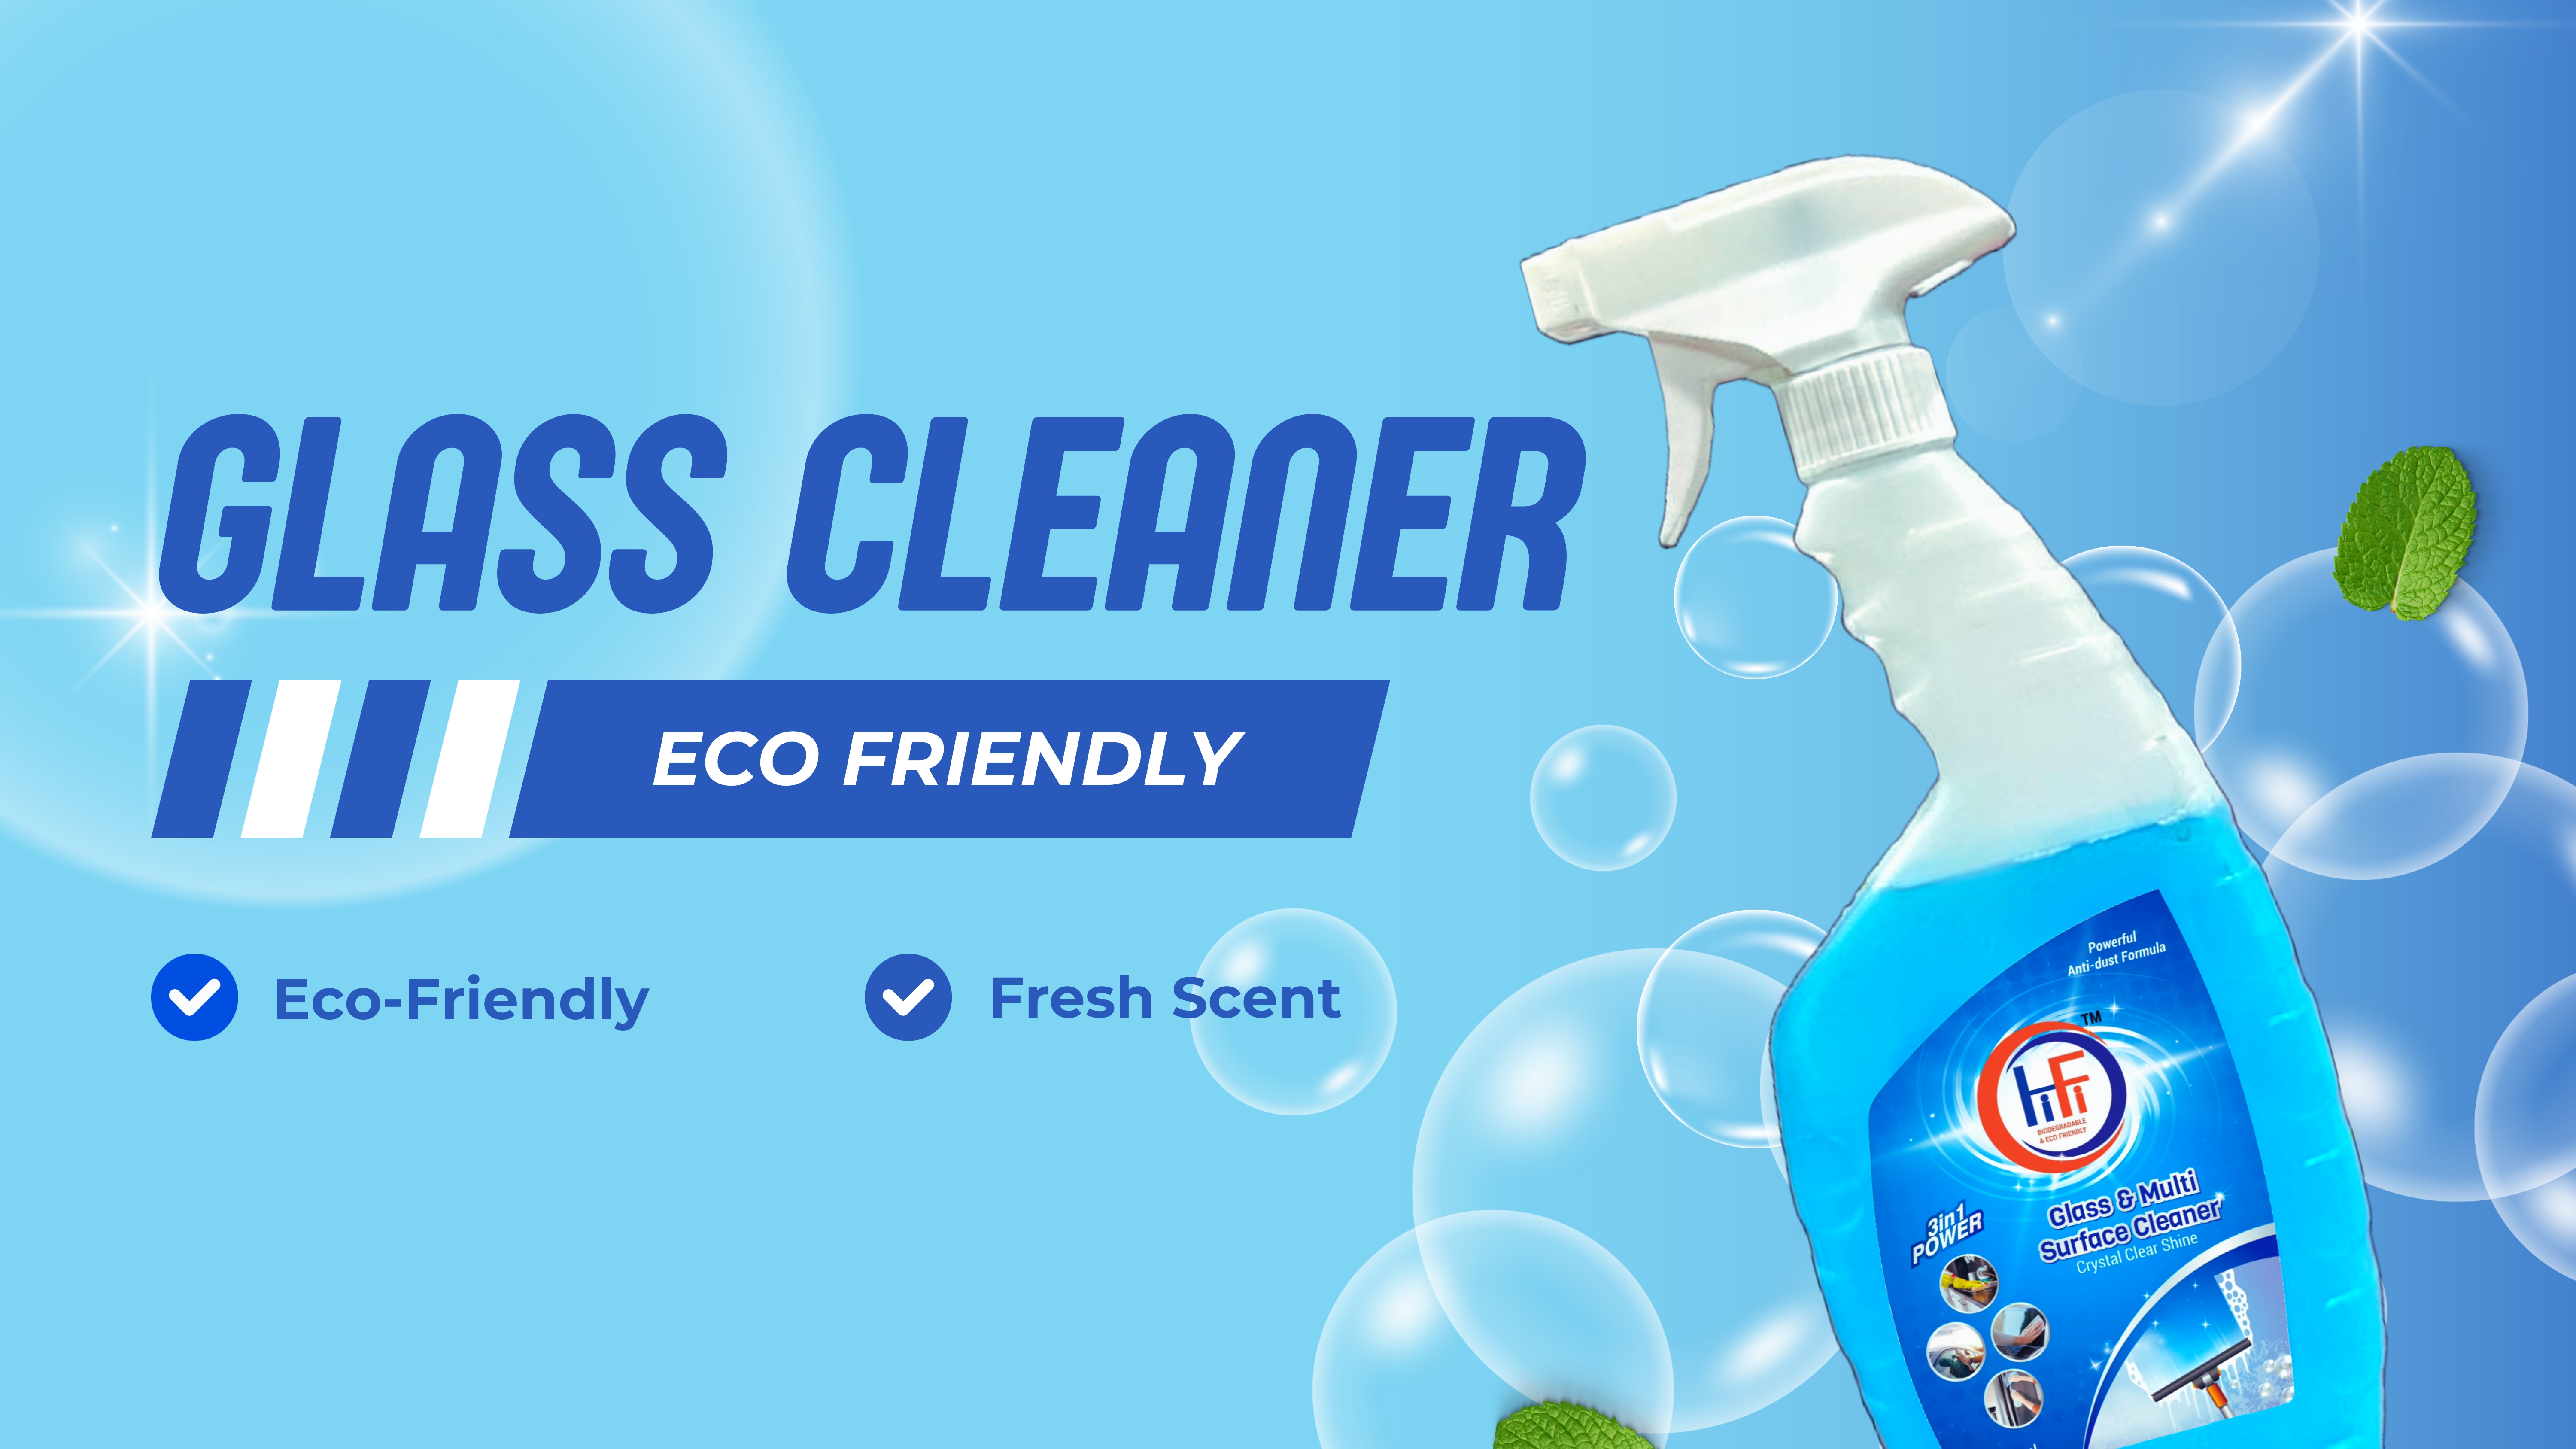 GLASS CLEANER
ECO FRIENDLY
Eco-Friendly
Fresh Scent
Powerful
Anti-dust Formula
TM
HiFi
BIODEGRADABLE
& ECO FRIENDLY
3in1
POWER
Glass & Multi
Surface Cleaner
Crystal Clear Shine